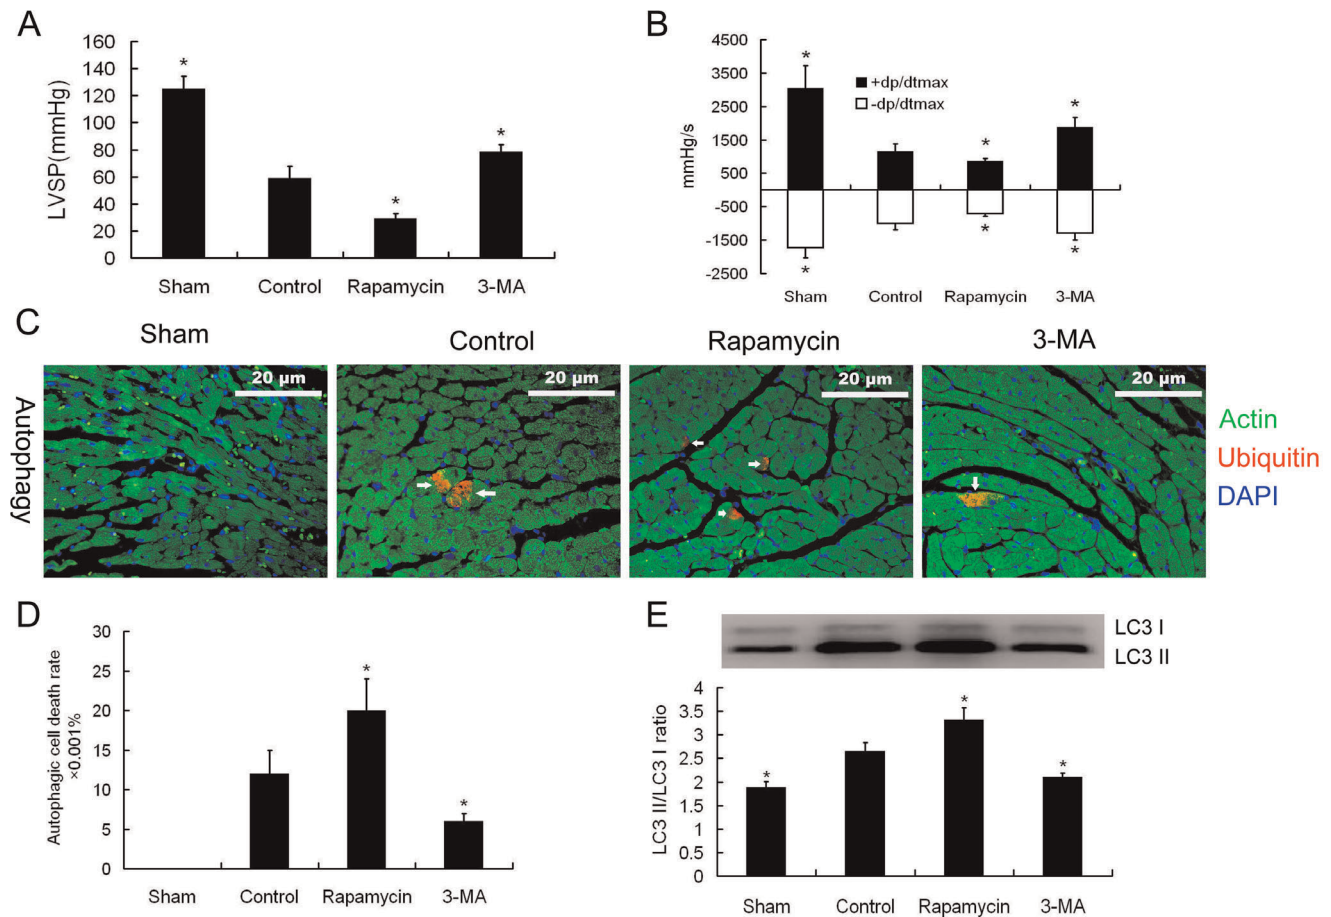 A
LVSP(mmHg)
160
140
120
100
80
60
40
20
0
*
*
*
Sham Control Rapamycin 3-MA
B
mmHg/s
4500
3500
2500
1500
500
-500
-1500
-2500
+dp/dtmax
-dp/dtmax
*
*
*
*
*
*
Sham Control Rapamycin 3-MA
C
Sham Control Rapamycin 3-MA
Autophagy
20 µm 20 µm 20 µm 20 µm
Actin
Ubiquitin
DAPI
D
Autophagic cell death rate
×0.001%
30
25
20
15
10
5
0
*
*
Sham Control Rapamycin 3-MA
E
LC3 I
LC3 II
LC3 II/LC3 I ratio
4
3.5
3
2.5
2
1.5
1
0.5
0
*
*
*
Sham Control Rapamycin 3-MA